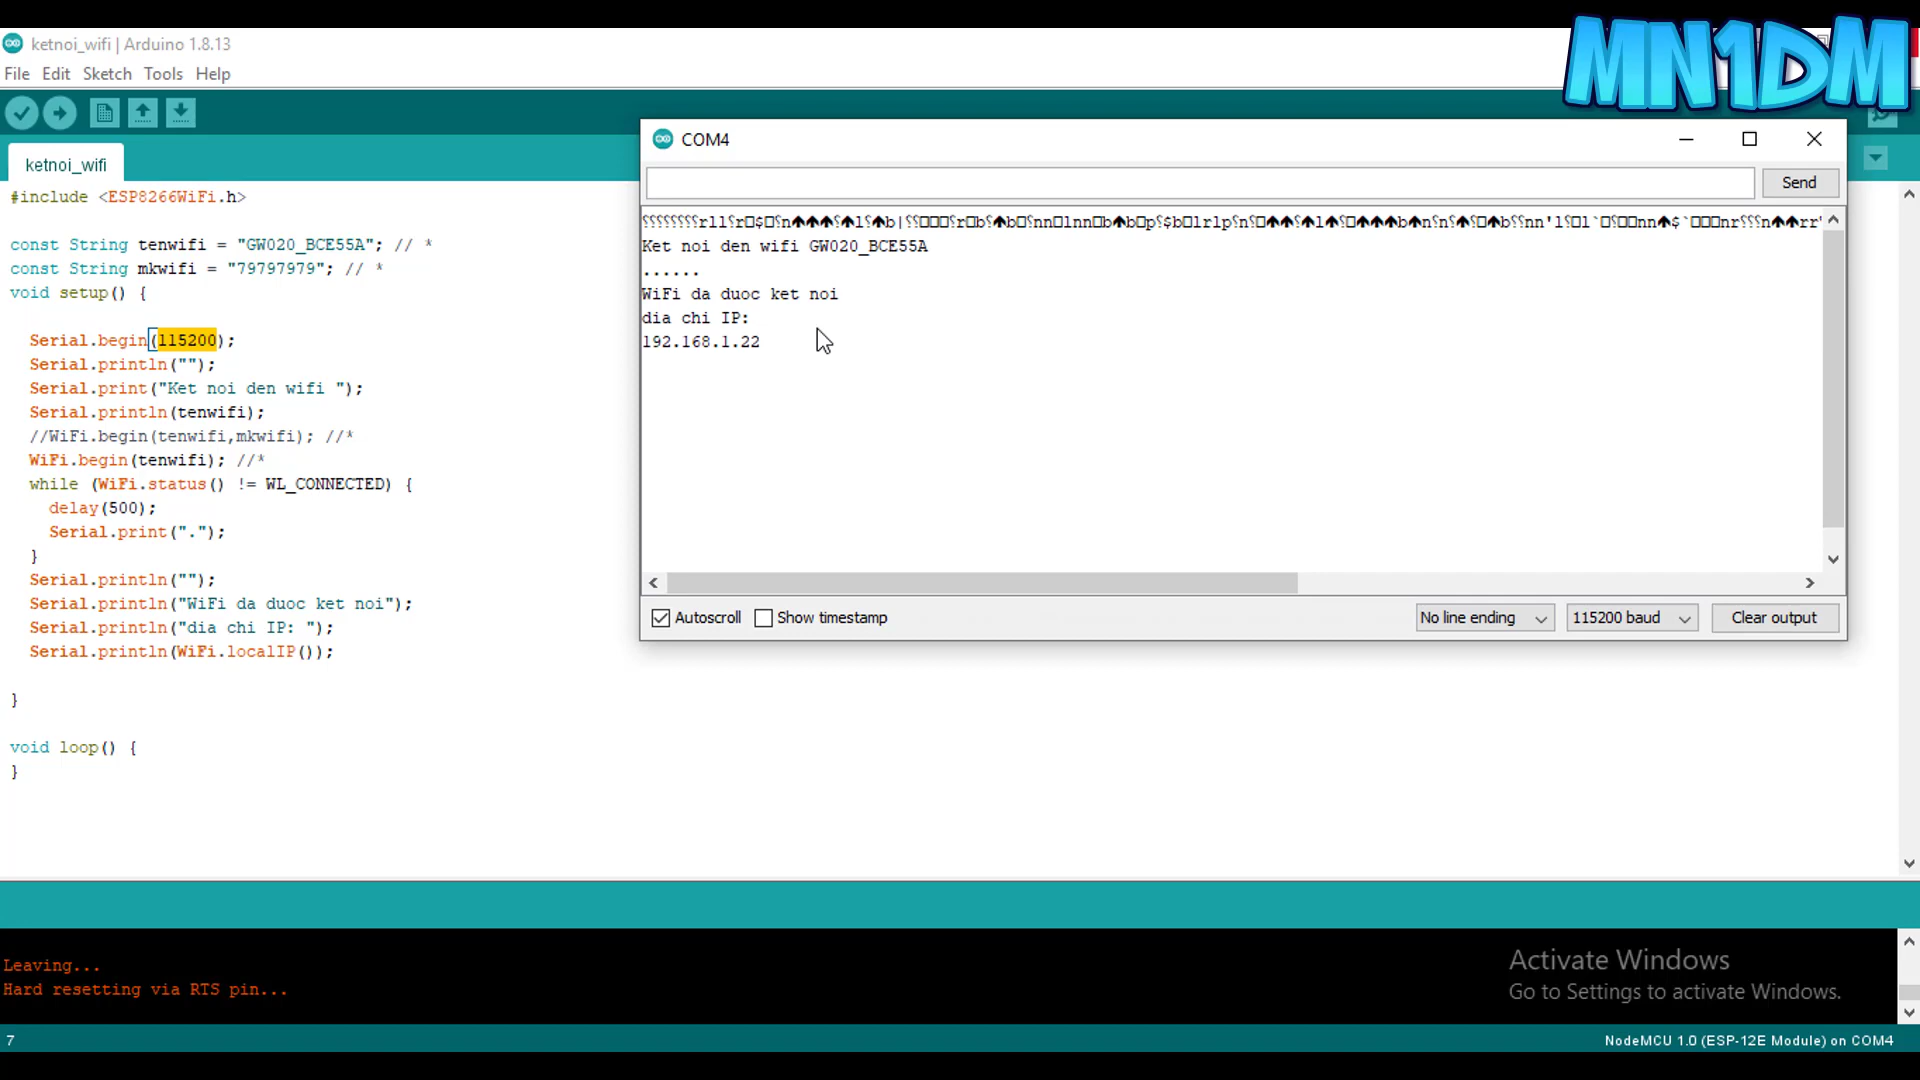 ketnoi_wifi | Arduino 1.8.13
MN1DM
File Edit Sketch Tools Help
ketnoi_wifi
#include <ESP8266WiFi.h>
const String tenwifi = "GW020_BCE55A"; // *
const String mkwifi = "79797979"; // *
void setup() {
Serial.begin(115200);
Serial.println("");
Serial.print("Ket noi den wifi ");
Serial.println(tenwifi);
//WiFi.begin(tenwifi,mkwifi); //*
WiFi.begin(tenwifi); //*
while (WiFi.status() != WL_CONNECTED) {
delay(500);
Serial.print(".");
}
Serial.println("");
Serial.println("WiFi da duoc ket noi");
Serial.println("dia chi IP: ");
Serial.println(WiFi.localIP());
}
void loop() {
}
COM4
Send
Ket noi den wifi GW020_BCE55A
......
WiFi da duoc ket noi
dia chi IP:
192.168.1.22
Autoscroll Show timestamp No line ending 115200 baud Clear output
Leaving...
Hard resetting via RTS pin...
Activate Windows
Go to Settings to activate Windows.
7 NodeMCU 1.0 (ESP-12E Module) on COM4